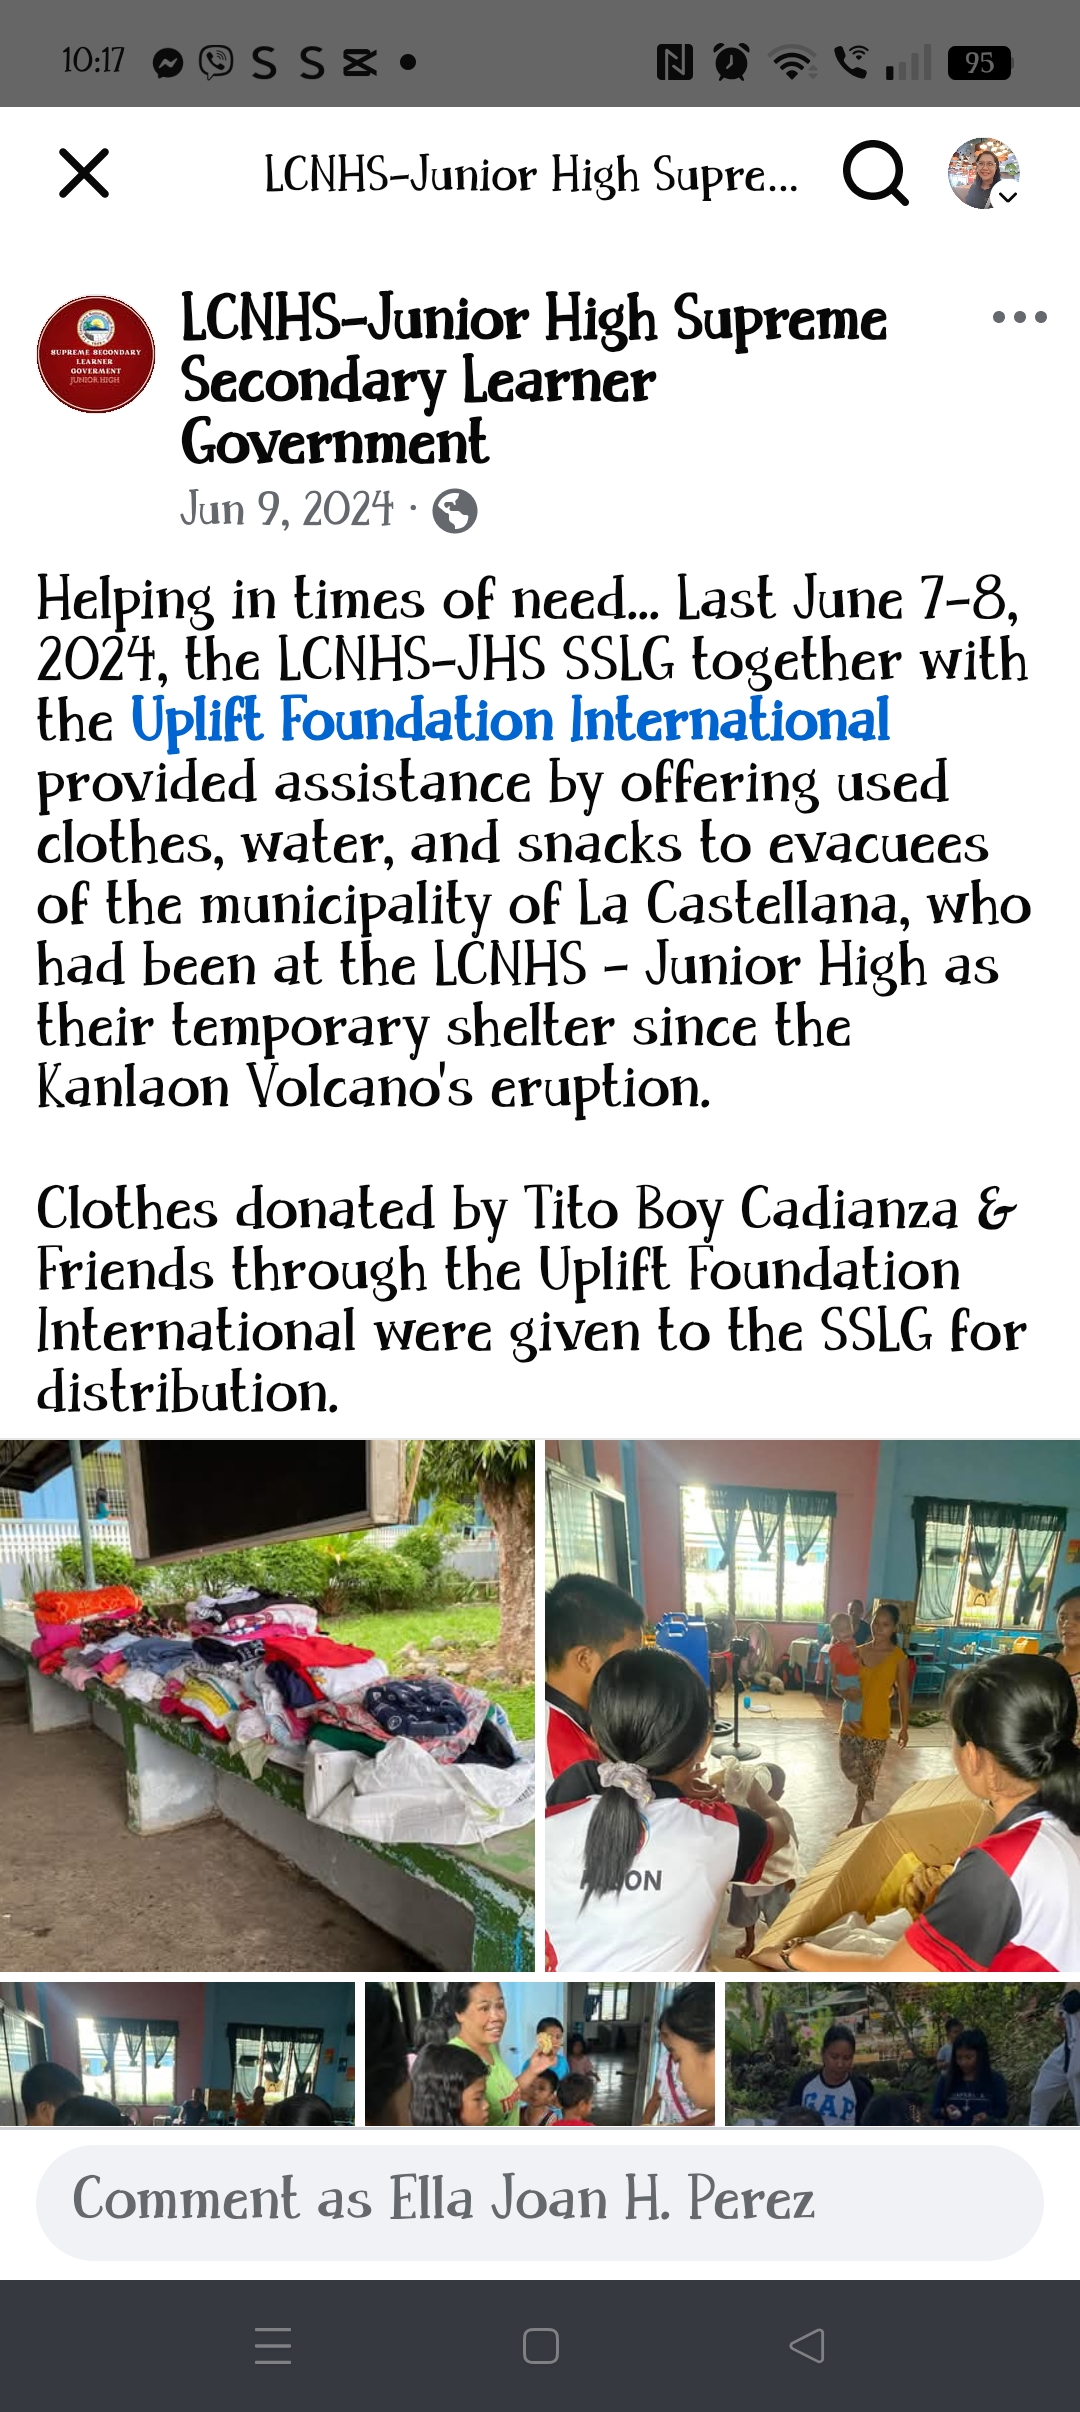 10:17
95
LCNHS-Junior High Supre...
SUPREME SECONDARY
LEARNER
GOVERMENT
JUNIOR HIGH
LCNHS-Junior High Supreme
Secondary Learner
Government
Jun 9, 2024 ·
Helping in times of need... Last June 7-8,
2024, the LCNHS-JHS SSLG together with
the Uplift Foundation International
provided assistance by offering used
clothes, water, and snacks to evacuees
of the municipality of La Castellana, who
had been at the LCNHS - Junior High as
their temporary shelter since the
Kanlaon Volcano's eruption.
Clothes donated by Tito Boy Cadianza &
Friends through the Uplift Foundation
International were given to the SSLG for
distribution.
GAP
Comment as Ella Joan H. Perez